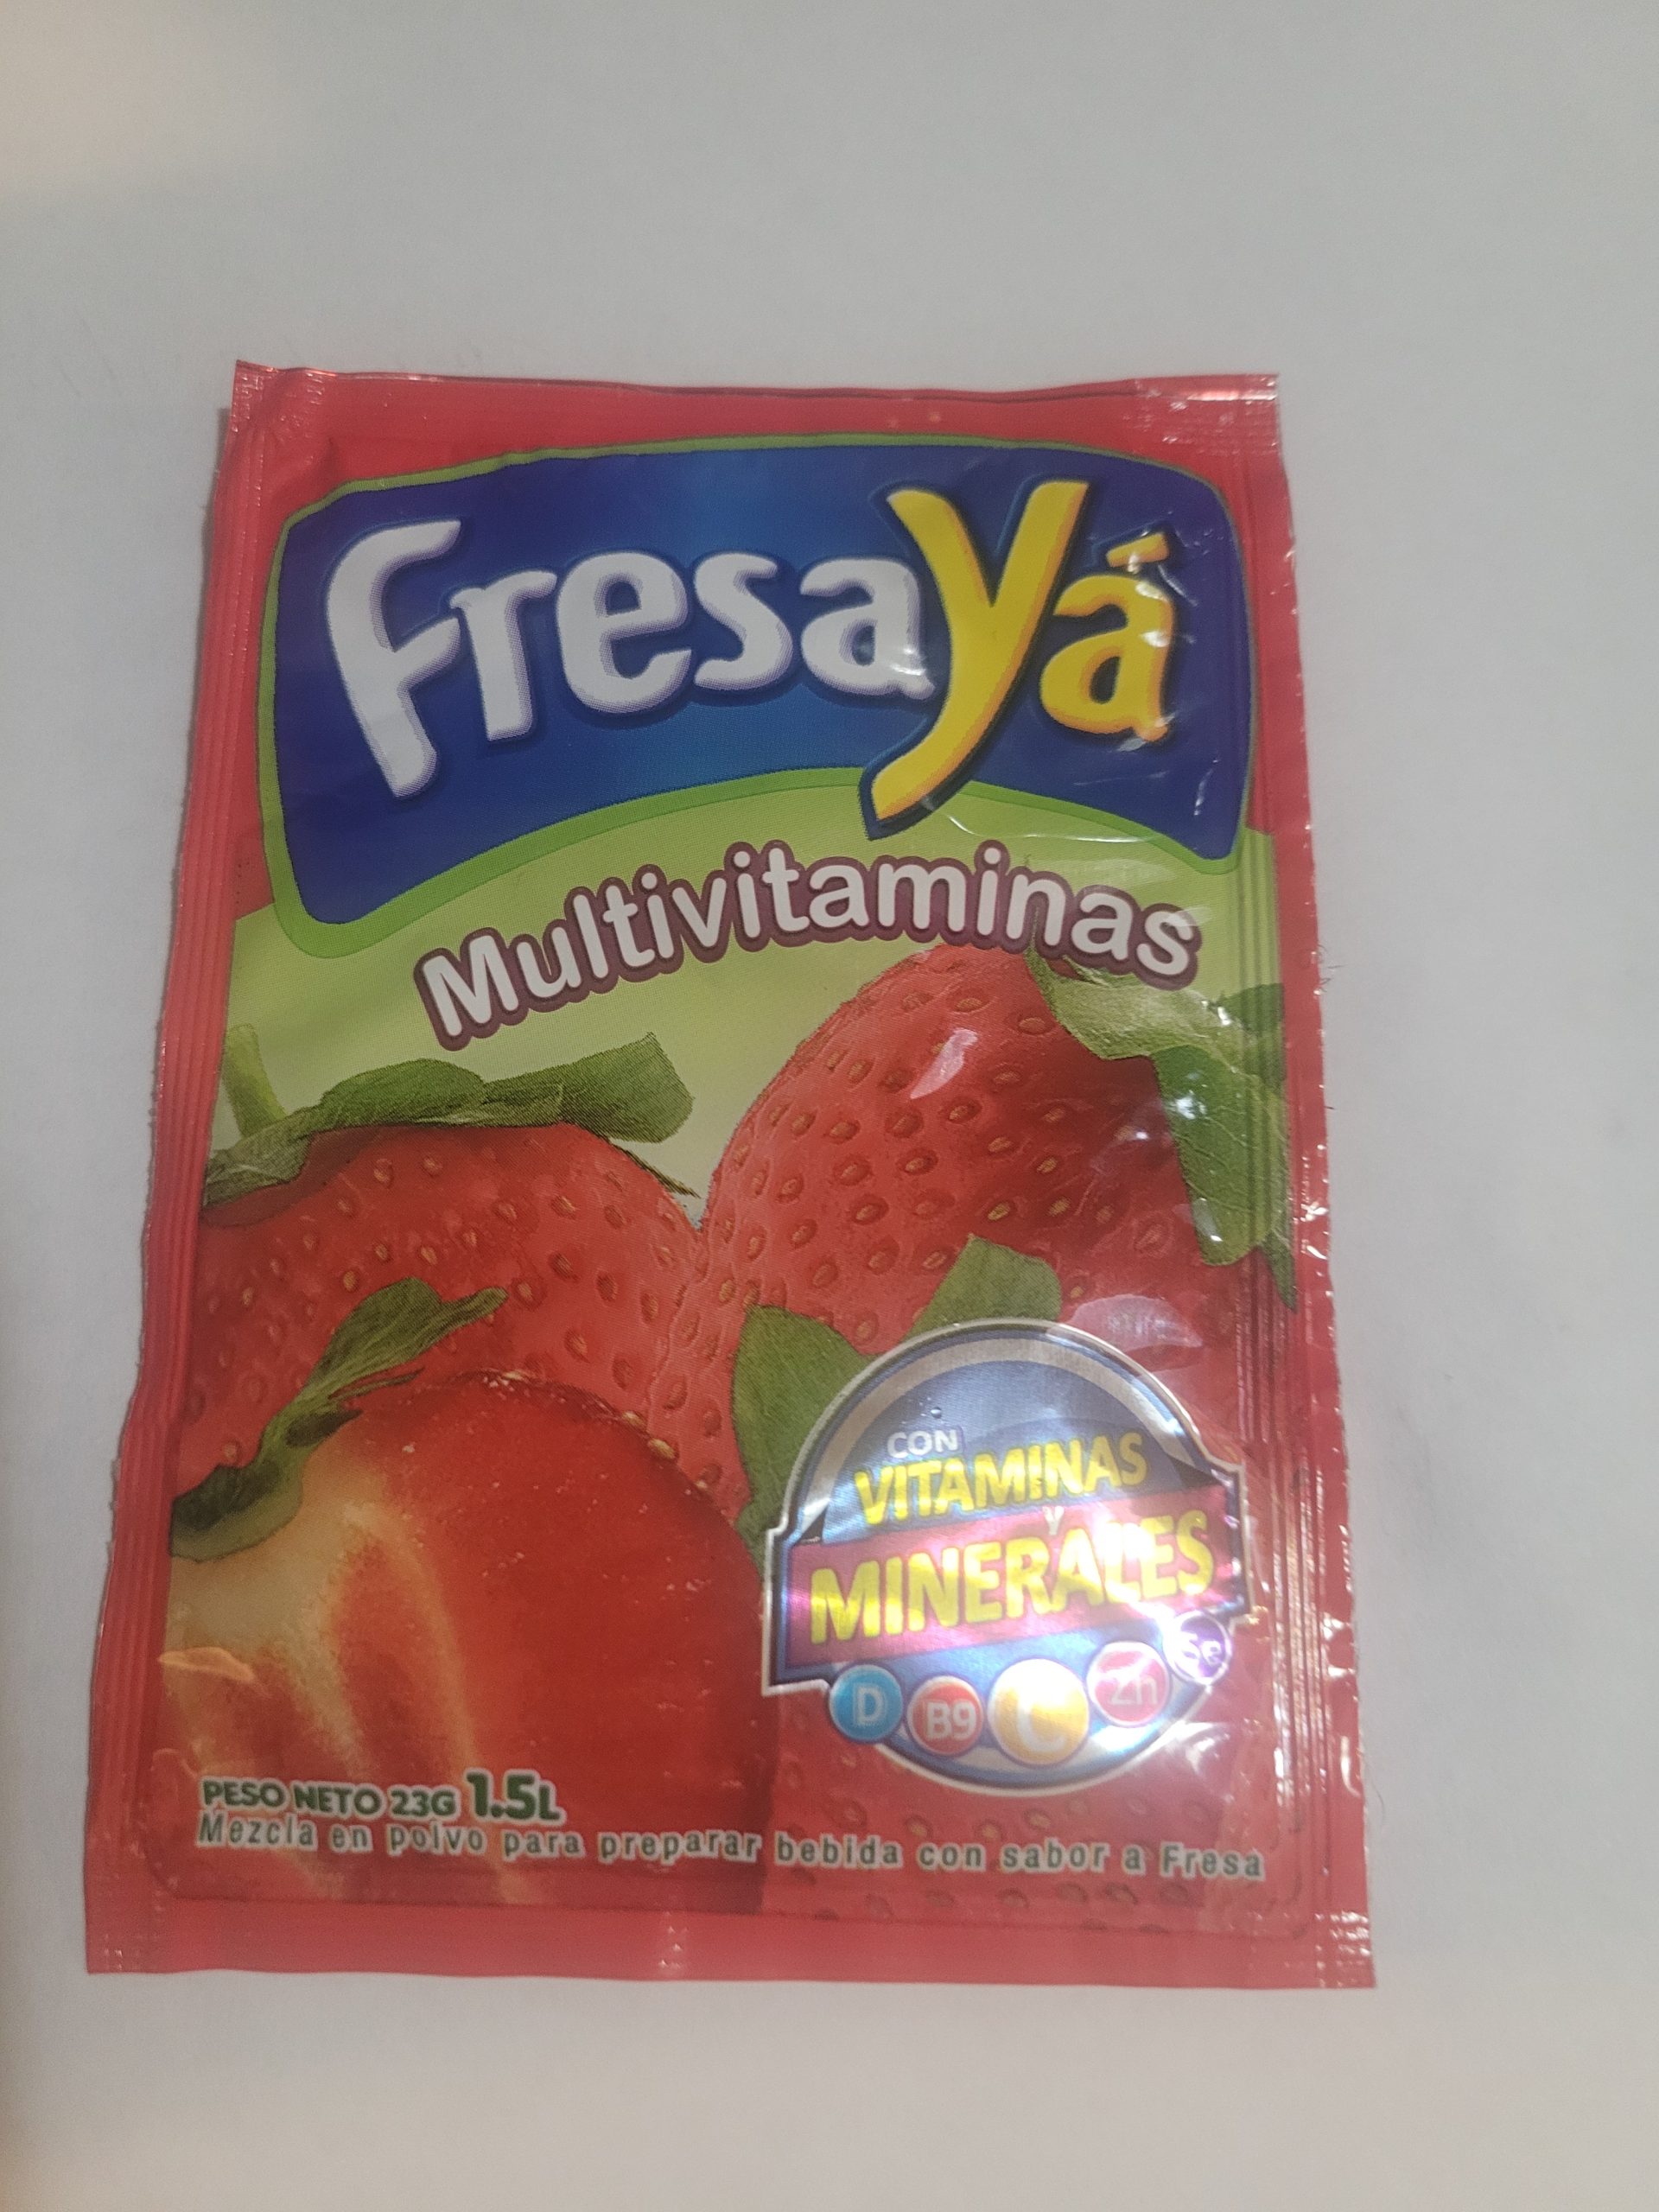 FresaYá
Multivitaminas
CON
VITAMINAS
Y
MINERALES
D B9 C Zn Se
PESO NETO 23G 1.5L
Mezcla en polvo para preparar bebida con sabor a Fresa